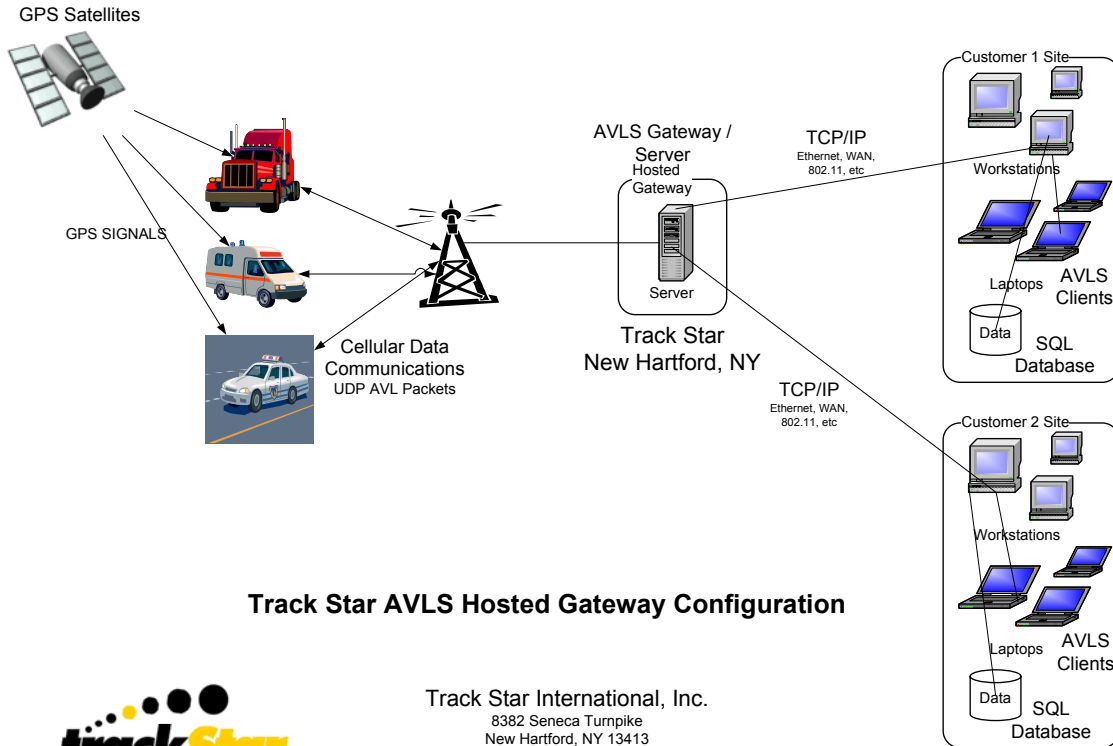 GPS Satellites
GPS SIGNALS
Cellular Data
Communications
UDP AVL Packets
AVLS Gateway /
Server
Hosted
Gateway
Server
Track Star
New Hartford, NY
TCP/IP
Ethernet, WAN,
802.11, etc
Customer 1 Site
Workstations
Laptops
AVLS
Clients
Data
SQL
Database
TCP/IP
Ethernet, WAN,
802.11, etc
Customer 2 Site
Workstations
Laptops
AVLS
Clients
Data
SQL
Database
Track Star AVLS Hosted Gateway Configuration
trackStar
Track Star International, Inc.
8382 Seneca Turnpike
New Hartford, NY 13413